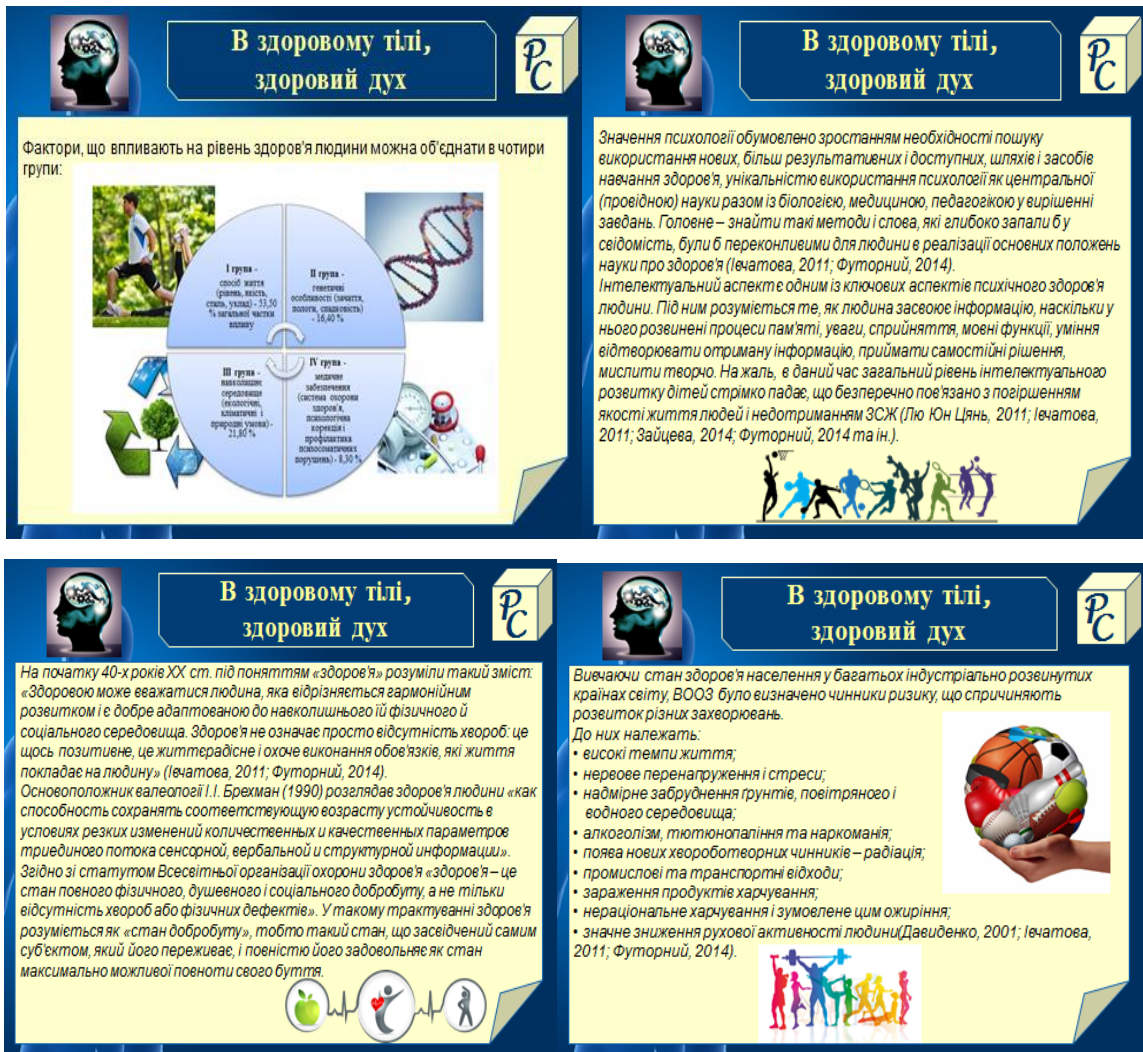 В здоровому тілі,
здоровий дух
РС
Фактори, що впливають на рівень здоров'я людини можна об'єднати в чотири
групи:
I група -
спосіб життя
(рівень, якість,
стиль, уклад) - 53,50
% загальної частки
впливу
II група -
генетичні
особливості (зачаття,
пологи, спадковість)
- 16,40 %
III група -
навколишнє
середовище
(екологічні,
кліматичні і
природні умови) -
21,80 %
IV група -
медичне
забезпечення
(система охорони
здоров'я,
психологічна
корекція і
профілактика
психосоматичних
порушень) - 8,30 %
В здоровому тілі,
здоровий дух
РС
Значення психології обумовлено зростанням необхідності пошуку
використання нових, більш результативних і доступних, шляхів і засобів
навчання здоров'я, унікальністю використання психології як центральної
(провідною) науки разом із біологією, медициною, педагогікою у вирішенні
завдань. Головне – знайти такі методи і слова, які глибоко запали б у
свідомість, були б переконливими для людини в реалізації основних положень
науки про здоров'я (Івчатова, 2011; Футорний, 2014).
Інтелектуальний аспект є одним із ключових аспектів психічного здоров'я
людини. Під ним розуміється те, як людина засвоює інформацію, наскільки у
нього розвинені процеси пам'яті, уваги, сприйняття, мовні функції, уміння
відтворювати отриману інформацію, приймати самостійні рішення,
мислити творчо. На жаль, в даний час загальний рівень інтелектуального
розвитку дітей стрімко падає, що безперечно пов'язано з погіршенням
якості життя людей і недотриманням ЗСЖ (Лю Юн Цянь, 2011; Івчатова,
2011; Зайцева, 2014; Футорний, 2014 та ін.).
В здоровому тілі,
здоровий дух
РС
На початку 40-х років XX ст. під поняттям «здоров'я» розуміли такий зміст:
«Здоровою може вважатися людина, яка відрізняється гармонійним
розвитком і є добре адаптованою до навколишнього їй фізичного й
соціального середовища. Здоров'я не означає просто відсутність хвороб: це
щось позитивне, це життєрадісне і охоче виконання обов'язків, які життя
покладає на людину» (Івчатова, 2011; Футорний, 2014).
Основоположник валеології І.І. Брехман (1990) розглядав здоров'я людини «как
способность сохранять соответствующую возрасту устойчивость в
условиях резких изменений количественных и качественных параметров
триединого потока сенсорной, вербальной и структурной информации».
Згідно зі статутом Всесвітньої організації охорони здоров'я «здоров'я – це
стан повного фізичного, душевного і соціального добробуту, а не тільки
відсутність хвороб або фізичних дефектів». У такому трактуванні здоров'я
розуміється як «стан добробуту», тобто такий стан, що засвідчений самим
суб'єктом, який його переживає, і повністю його задовольняє як стан
максимально можливої повноти свого буття.
В здоровому тілі,
здоровий дух
РС
Вивчаючи стан здоров'я населення у багатьох індустріально розвинутих
країнах світу, ВООЗ було визначено чинники ризику, що спричиняють
розвиток різних захворювань.
До них належать:
• високі темпи життя;
• нервове перенапруження і стреси;
• надмірне забруднення ґрунтів, повітряного і
водного середовища;
• алкоголізм, тютюнопаління та наркоманія;
• поява нових хвороботворних чинників – радіація;
• промислові та транспортні відходи;
• зараження продуктів харчування;
• нераціональне харчування і зумовлене цим ожиріння;
• значне зниження рухової активності людини(Давиденко, 2001; Івчатова,
2011; Футорний, 2014).